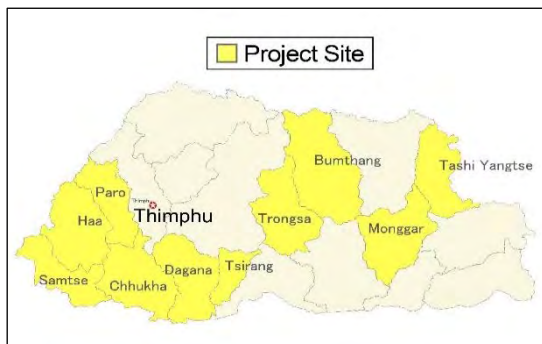 Project Site
Bumthang
Tashi Yangtse
Paro
Thimphu
Haa
Trongsa
Monggar
Dagana
Tsirang
Samtse
Chhukha